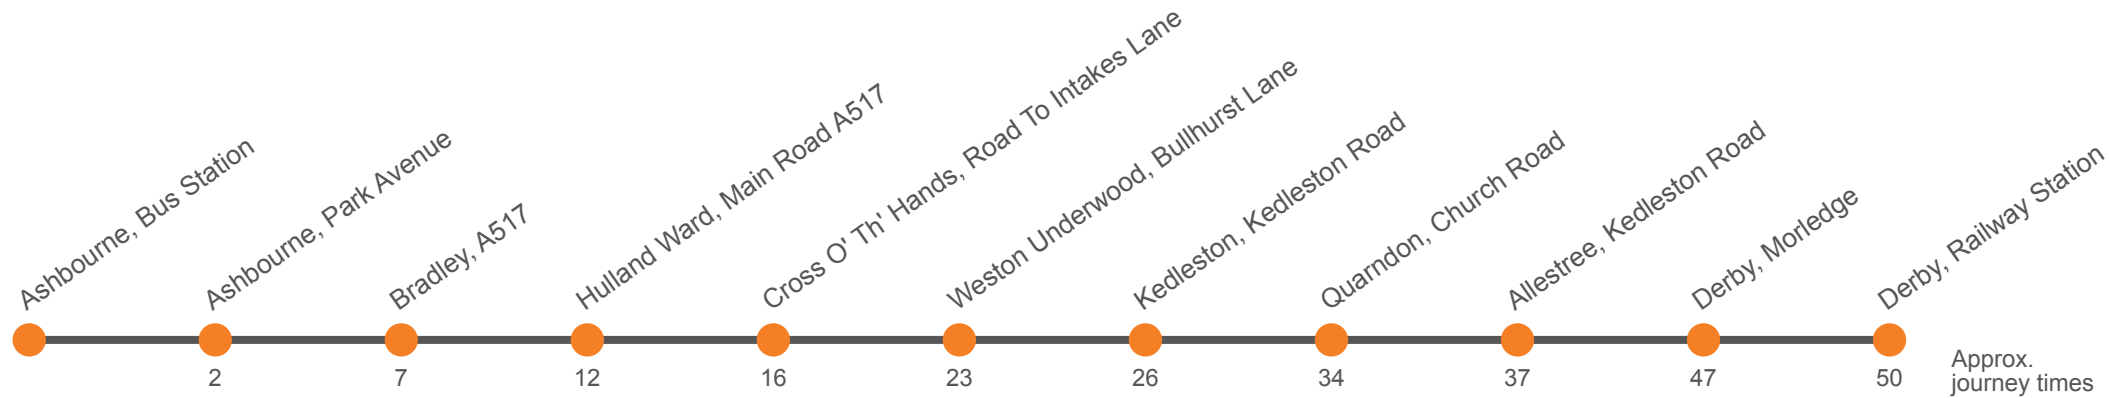 Ashbourne, Bus Station
Ashbourne, Park Avenue
Bradley, A517
Hulland Ward, Main Road A517
Cross O' Th' Hands, Road To Intakes Lane
Weston Underwood, Bullhurst Lane
Kedleston, Kedleston Road
Quarndon, Church Road
Allestree, Kedleston Road
Derby, Morledge
Derby, Railway Station
2
7
12
16
23
26
34
37
47
50
Approx.
journey times